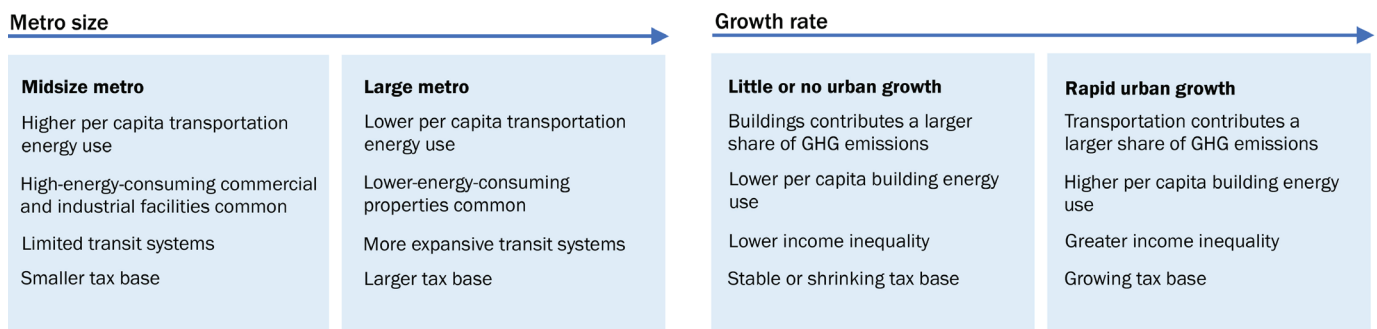 Metro size
Midsize metro
Higher per capita transportation
energy use
High-energy-consuming commercial
and industrial facilities common
Limited transit systems
Smaller tax base
Large metro
Lower per capita transportation
energy use
Lower-energy-consuming
properties common
More expansive transit systems
Larger tax base
Growth rate
Little or no urban growth
Buildings contributes a larger
share of GHG emissions
Lower per capita building energy
use
Lower income inequality
Stable or shrinking tax base
Rapid urban growth
Transportation contributes a
larger share of GHG emissions
Higher per capita building energy
use
Greater income inequality
Growing tax base